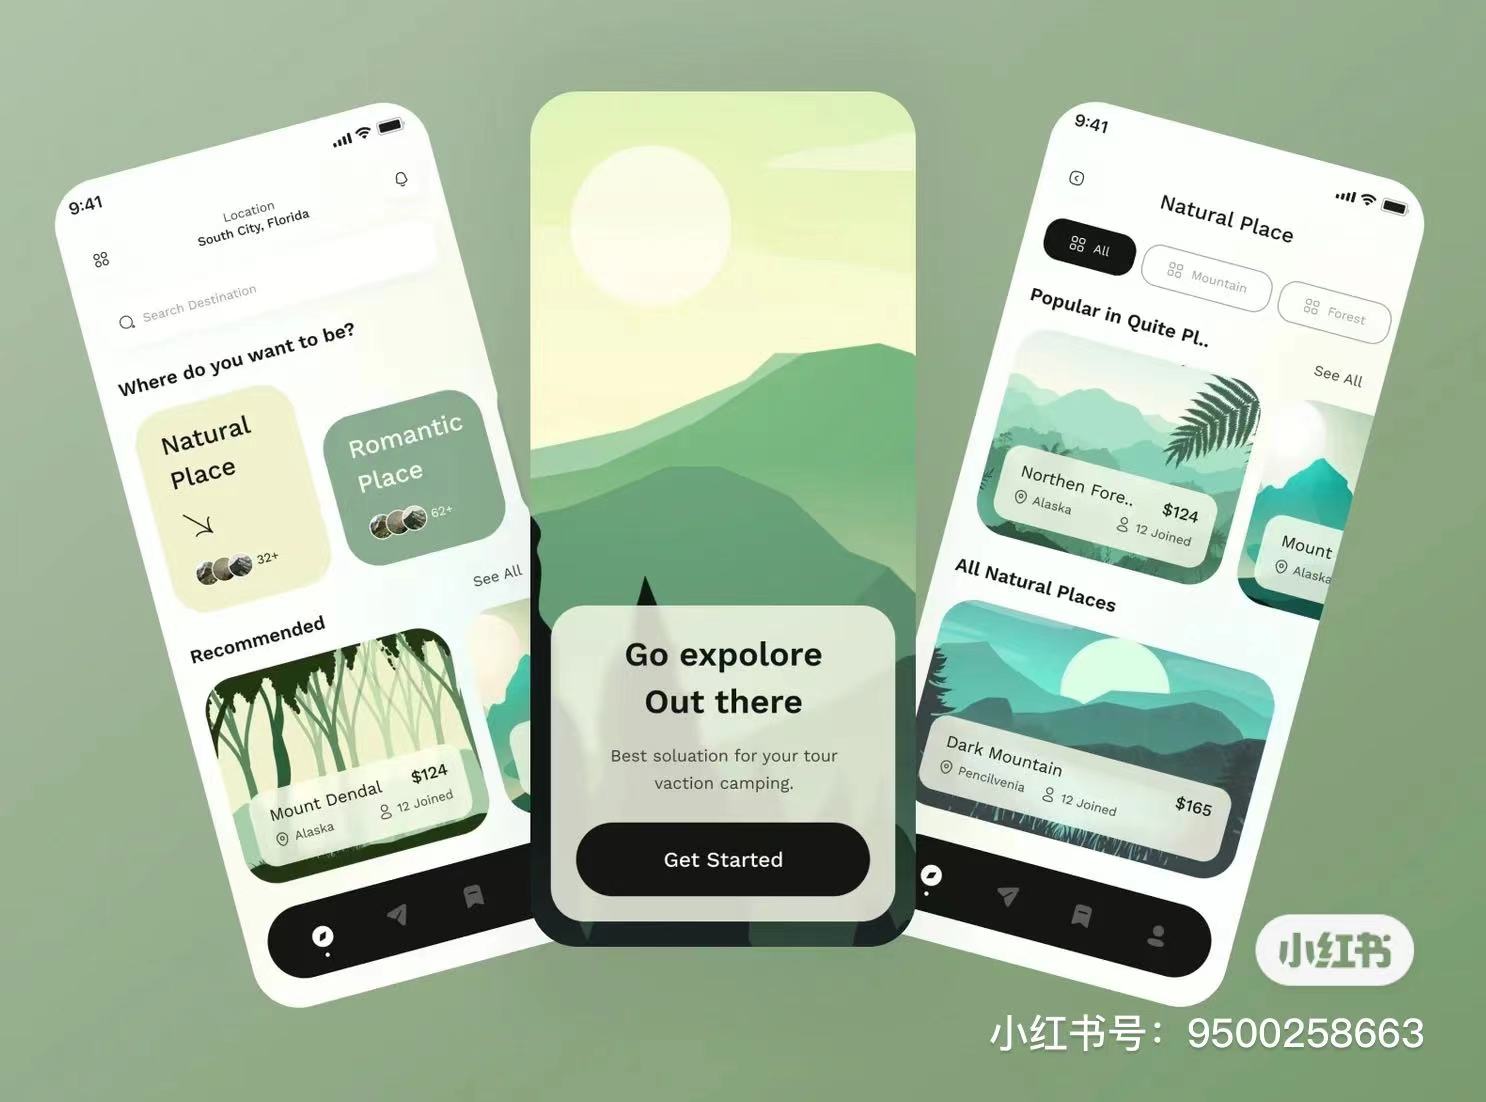 9:41
Location
South City, Florida
Search Destination
Where do you want to be?
Natural
Place
32+
Romantic
Place
62+
See All
Recommended
Mount Dendal
$124
Alaska
12 Joined
Go expolore
Out there
Best soluation for your tour
vaction camping.
Get Started
9:41
Natural Place
All
Mountain
Forest
Popular in Quite Pl..
See All
Northen Fore..
$124
Alaska
12 Joined
Mount
Alaska
All Natural Places
Dark Mountain
Pencilvenia
12 Joined
$165
小红书
小红书号：9500258663